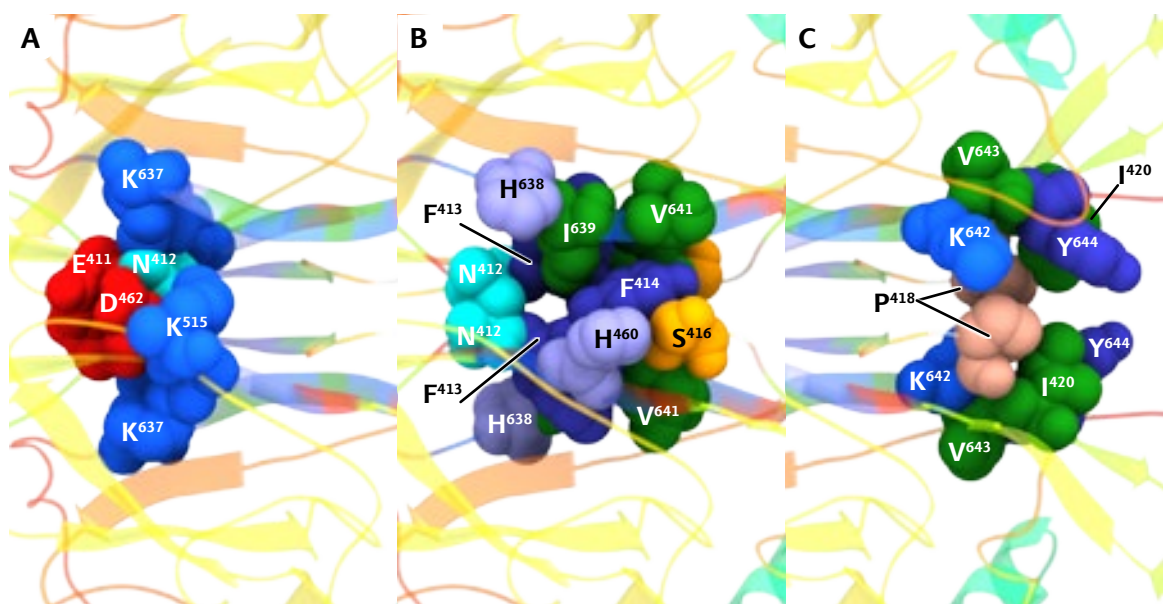 A
K637
E411
N412
D462
K515
K637
B
H638
F413
I639
V641
N412
F414
N412
H460
S416
F413
H638
V641
C
V643
I420
K642
Y644
P418
Y644
K642
I420
V643